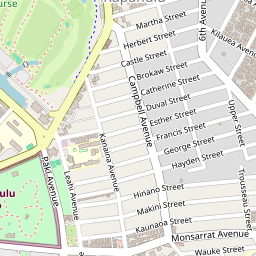 urse
Martha Street
6th Avenue
Herbert Street
Kilauea Avenue
Castle Street
Brokaw Street
Catherine Street
Campbell Avenue
Duval Street
Esther Street
Francis Street
George Street
Hayden Street
Upper Street
Trousseau Street
Paki Avenue
Kanaina Avenue
Leahi Avenue
ulu
Hinano Street
Makini Street
Kaunaoa Street
Monsarrat Avenue
Wauke Street